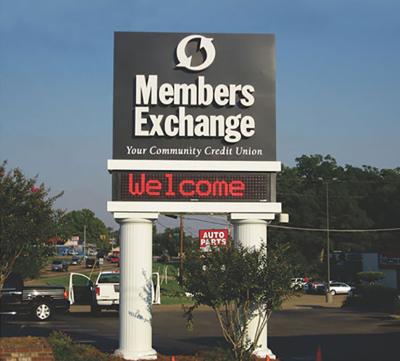 Members
Exchange
Your Community Credit Union
Welcome
AUTO
PARTS